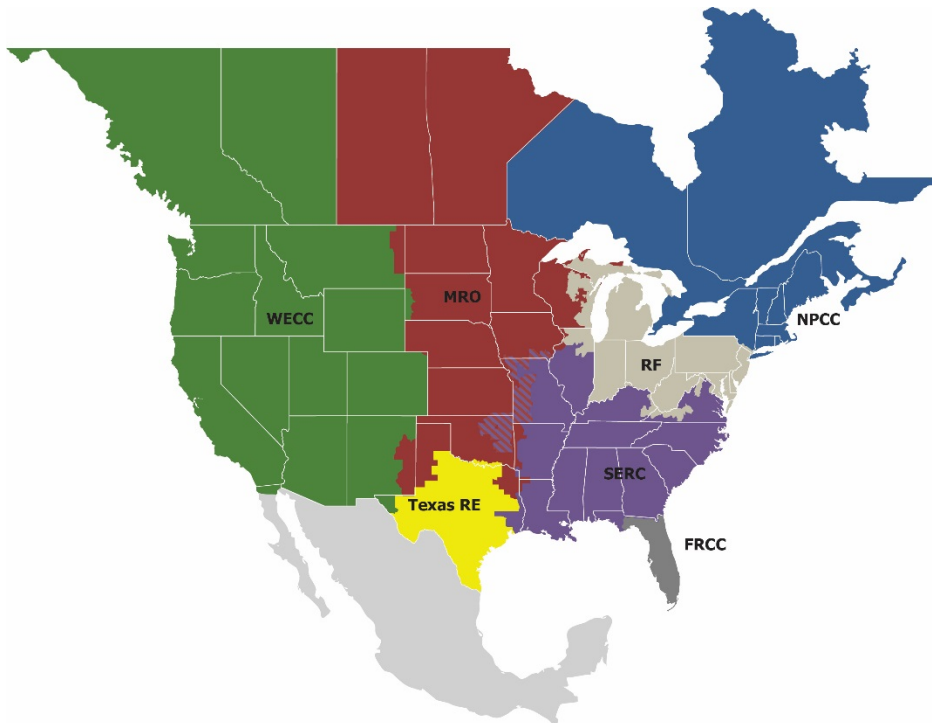 MRO
WECC
NPCC
RF
SERC
Texas RE
FRCC